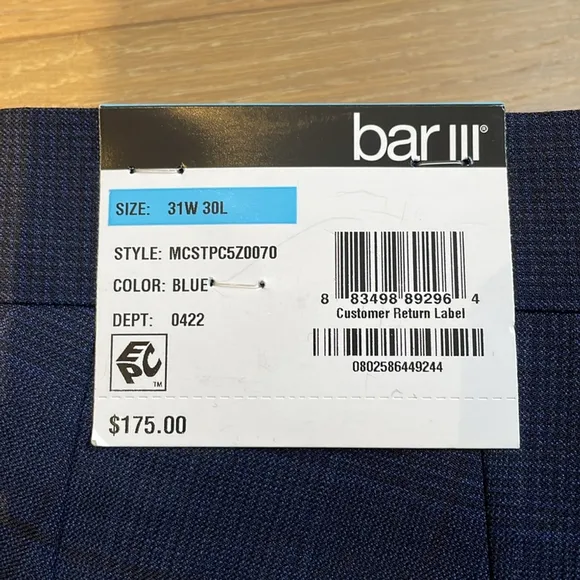 bar III®
SIZE: 31W 30L
STYLE: MCSTPC5Z0070
COLOR: BLUE
DEPT: 0422
8 83498 89296 4
Customer Return Label
0802586449244
EPC TM
$175.00